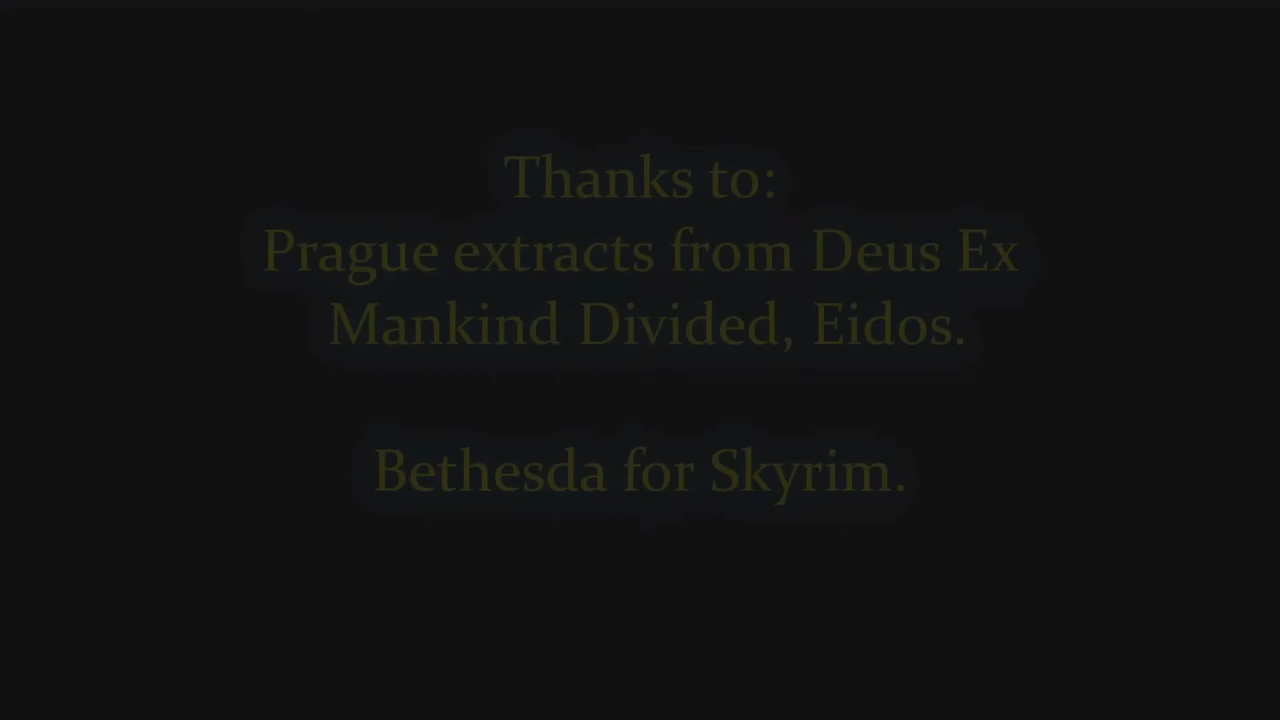 Thanks to:
Prague extracts from Deus Ex
Mankind Divided, Eidos.
Bethesda for Skyrim.